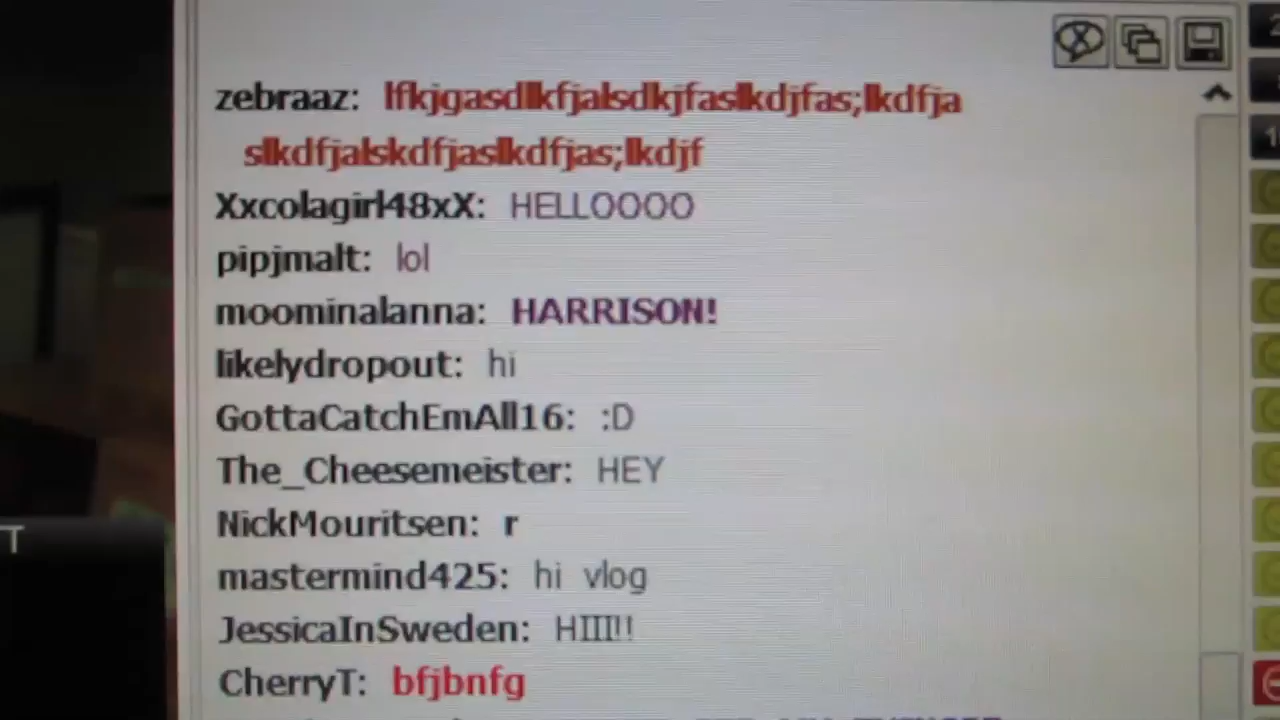 zebraaz: lfkjgasdlkfjalsdkjfaslkdjfas;lkdfja
slkdfjalskdfjaslkdfjas;lkdjf
Xxcolagirl48xX: HELLOOOO
pipjmalt: lol
moominalanna: HARRISON!
likelydropout: hi
GottaCatchEmAll16: :D
The_Cheesemeister: HEY
NickMouritsen: r
mastermind425: hi vlog
T
JessicaInSweden: HIII!!
CherryT: bfjbnfg